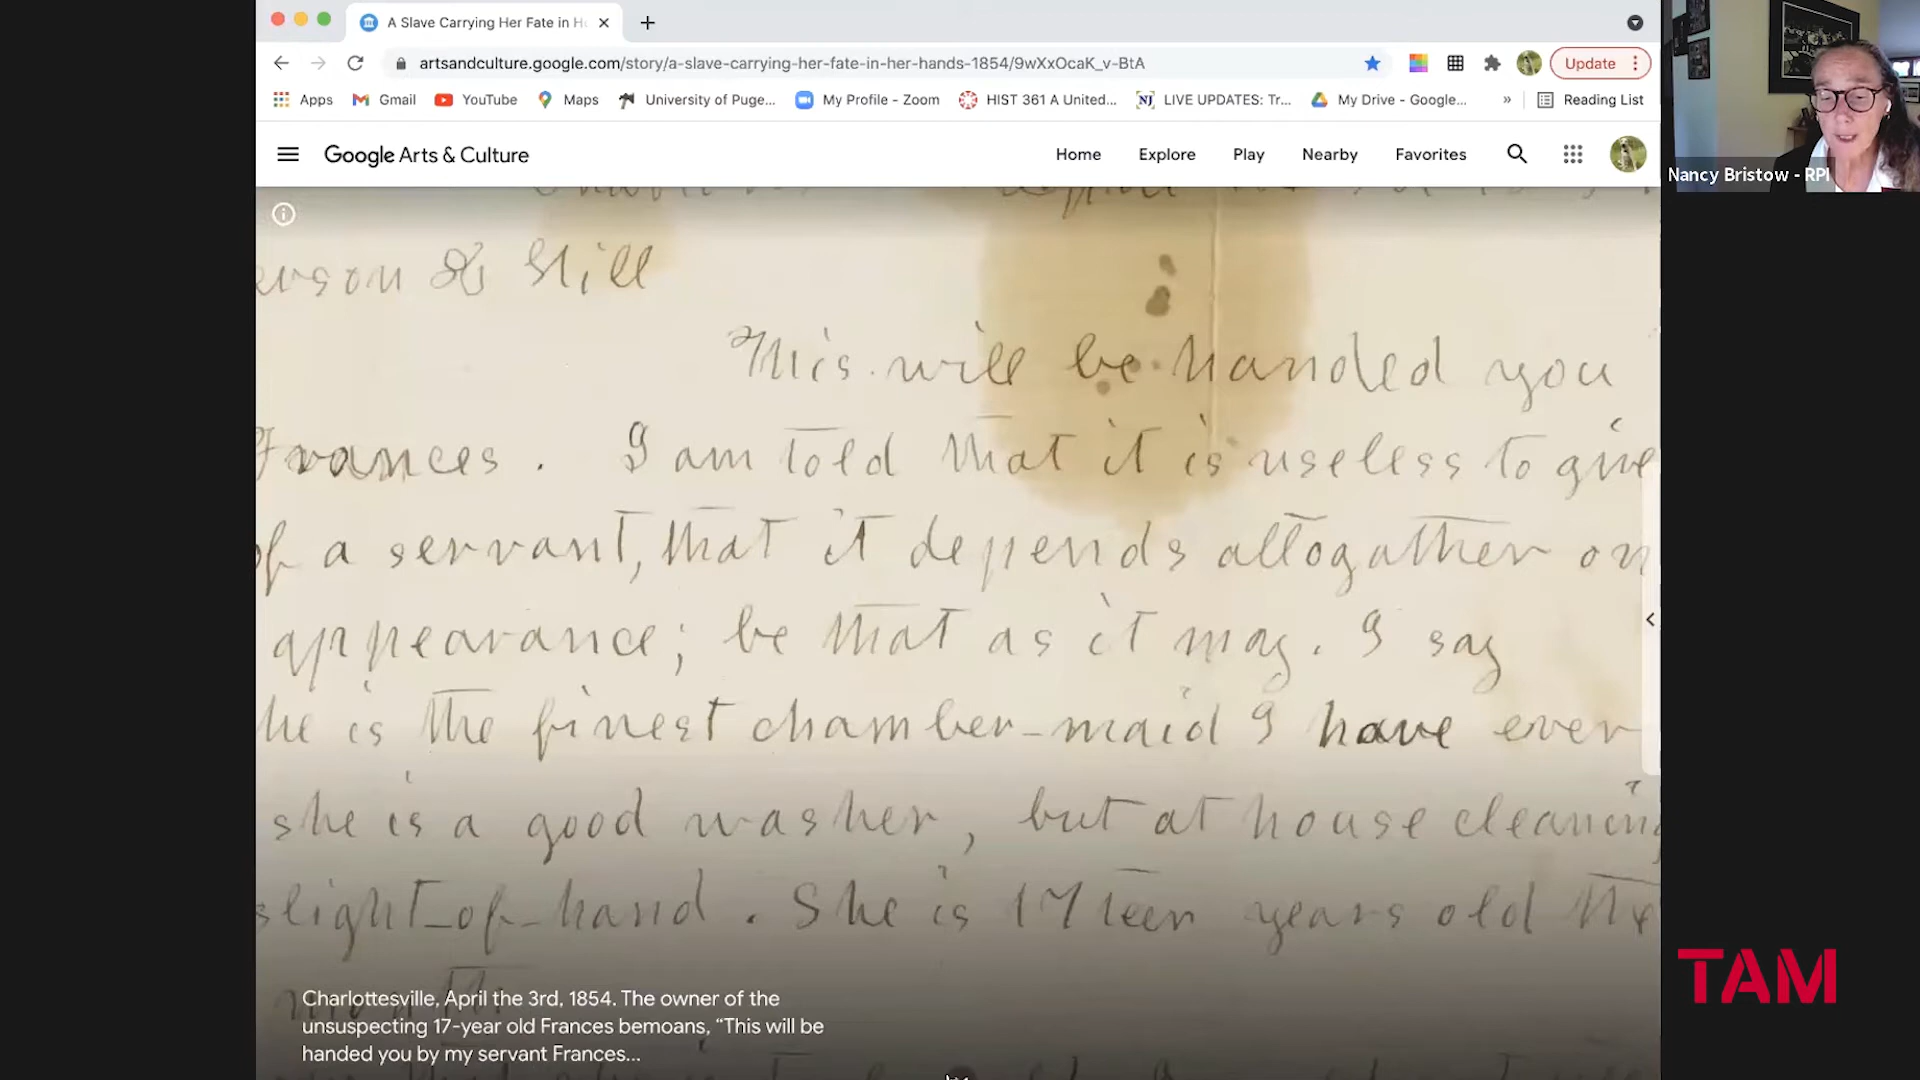 A Slave Carrying Her Fate in H
artsandculture.google.com/story/a-slave-carrying-her-fate-in-her-hands-1854/9wXxOcaK_v-BtA
Update
Apps
Gmail
YouTube
Maps
University of Puge...
My Profile - Zoom
HIST 361 A United...
NJ
LIVE UPDATES: Tr...
My Drive - Google...
»
Reading List
Google Arts & Culture
Home
Explore
Play
Nearby
Favorites
Nancy Bristow - RPI
erson & Still
This will be handed you
Frances. I am told that it is useless to give
of a servant, that it depends altogather on
appearance; be that as it may. I say
he is the finest chamber-maid I have ever
she is a good washer, but at house cleaning
slight-of-hand. She is 17teen years old the
Charlottesville, April the 3rd, 1854. The owner of the
unsuspecting 17-year old Frances bemoans, “This will be
handed you by my servant Frances...
TAM